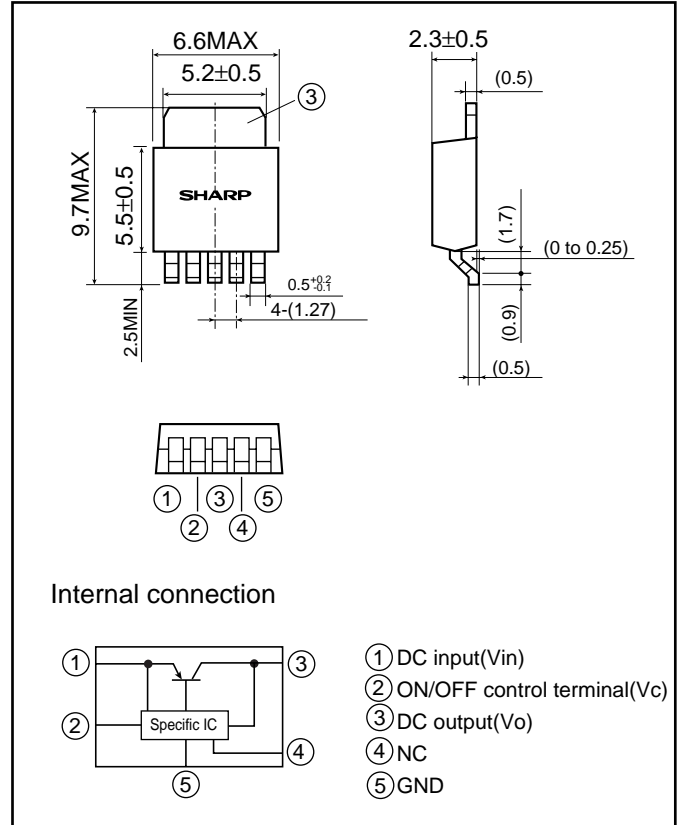 6.6MAX
5.2±0.5
③
9.7MAX
5.5±0.5
SHARP
2.5MIN
0.5+0.2-0.1
4-(1.27)
2.3±0.5
(0.5)
(1.7)
(0 to 0.25)
(0.9)
(0.5)
① ③ ⑤
② ④
Internal connection
① ③
② Specific IC ④
⑤
① DC input(Vin)
② ON/OFF control terminal(Vc)
③ DC output(Vo)
④ NC
⑤ GND